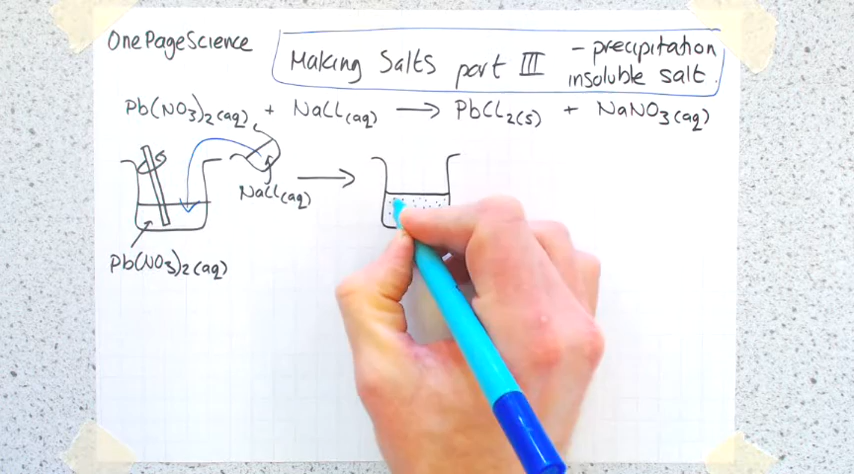 OnePageScience
Making Salts part III
- precipitation
insoluble salt.
Pb(NO3)2(aq) + NaCl(aq) → PbCl2(s) + NaNO3(aq)
NaCl(aq)
Pb(NO3)2(aq)